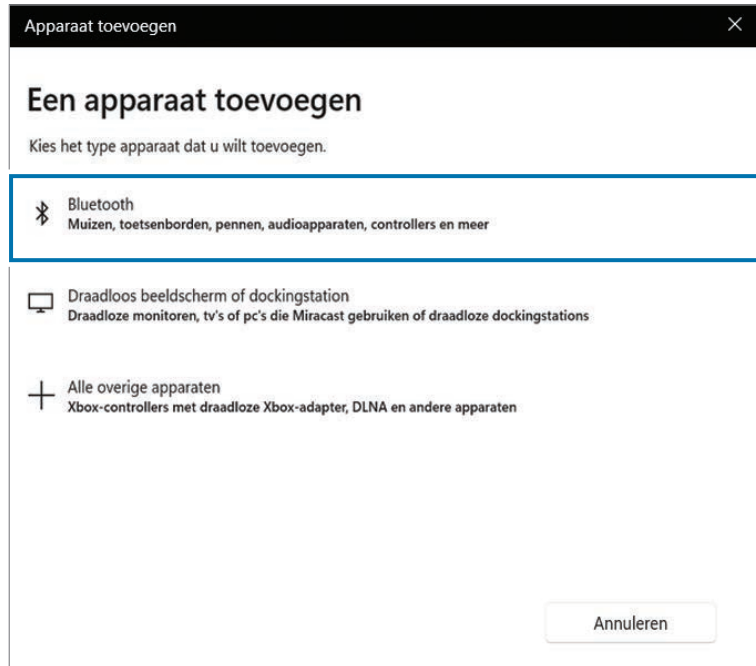 Apparaat toevoegen
Een apparaat toevoegen
Kies het type apparaat dat u wilt toevoegen.
Bluetooth
Muizen, toetsenborden, pennen, audioapparaten, controllers en meer
Draadloos beeldscherm of dockingstation
Draadloze monitoren, tv's of pc's die Miracast gebruiken of draadloze dockingstations
Alle overige apparaten
Xbox-controllers met draadloze Xbox-adapter, DLNA en andere apparaten
Annuleren